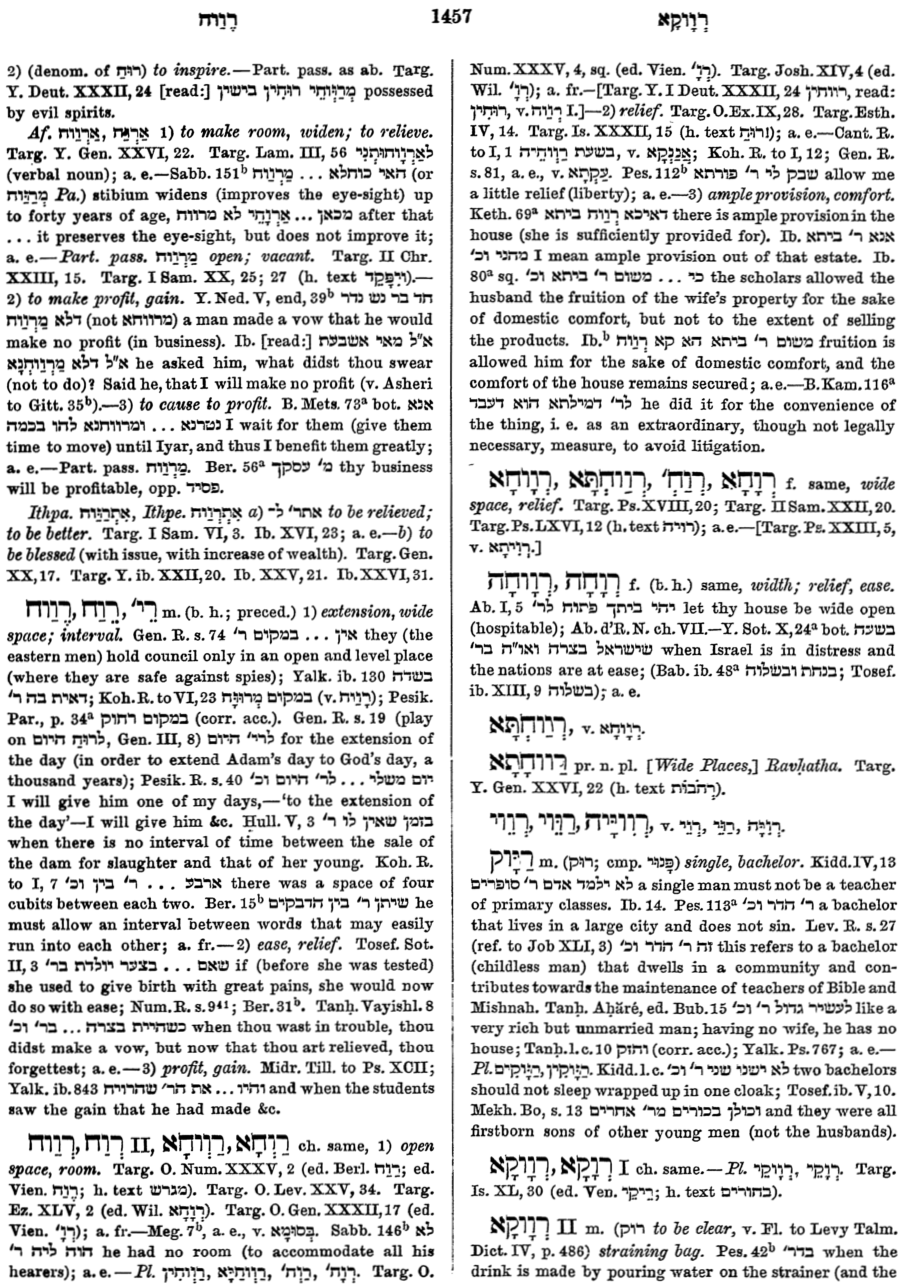 רֶוַוח
1457
רְוָוקָא
2) (denom. of רוּחַ) to inspire.—Part. pass. as ab. Targ.
Y. Deut. XXXII, 24 [read:] מְרַוְּוחֵי רוּחִין בִּישִׁין possessed
by evil spirits.
Af. אַרְוַּח, אַרְוַוח 1) to make room, widen; to relieve.
Targ. Y. Gen. XXVI, 22. Targ. Lam. III, 56
(verbal noun); a. e.—Sabb. 151b האי כוחלא ... מַרְוַוח (or
מְרַוַּוח Pa.) stibium widens (improves the eye-sight) up
to forty years of age, מכאן ... אַרְוָחֵי לא מרווח after that
. . . it preserves the eye-sight, but does not improve it;
a. e.—Part. pass. מְרַוַּוח open; vacant. Targ. II Chr.
XXIII, 15. Targ. I Sam. XX, 25; 27 (h. text וַיִּפָּקֵד).—
2) to make profit, gain. Y. Ned. V, end, 39b חד בר נש נדר
דלא מַרְוַוח (not מרווחא) a man made a vow that he would
make no profit (in business). Ib. [read:] א"ל מאי אשבעת
א"ל דלא מַרְוַוחְנָא he asked him, what didst thou swear
(not to do)? Said he, that I will make no profit (v. Asheri
to Gitt. 35b).—3) to cause to profit. B. Mets. 73a bot. אנא
נטרנא ... ומרווחנא להו בכמה I wait for them (give them
time to move) until Iyar, and thus I benefit them greatly;
a. e.—Part. pass. מַרְוַוח. Ber. 56a מ' עסקך thy business
will be profitable, opp. פסיד.
Ithpa. אִתְרַוַּוח, Ithpe. אִתְרְוַוח a) אתר' ל־ to be relieved;
to be better. Targ. I Sam. VI, 3. Ib. XVI, 23; a. e.—b) to
be blessed (with issue, with increase of wealth). Targ. Gen.
XX, 17. Targ. Y. ib. XXII, 20. Ib. XXV, 21. Ib. XXVI, 31.
רֶוַוח, רֵוַח, רֵי' m. (b. h.; preced.) 1) extension, wide
space; interval. Gen. R. s. 74 אין ... במקום ר' they (the
eastern men) hold council only in an open and level place
(where they are safe against spies); Yalk. ib. 130 בשדה
דאית בה ר'; Koh. R. to VI, 23 במקום מְרוּוָּח (v. רָוַוח); Pesik.
Par., p. 34a במקום רחוק (corr. acc.). Gen. R. s. 19 (play
on לרוּחַ היום, Gen. III, 8) לרי' היום for the extension of
the day (in order to extend Adam's day to God's day, a
thousand years); Pesik. R. s. 40 יום משלי ... לר' היום וכ'
I will give him one of my days,—'to the extension of
the day'—I will give him &c. Ḥull. V, 3 בזמן שאין לו ר'
when there is no interval of time between the sale of
the dam for slaughter and that of her young. Koh. R.
to I, 7 ארבע ... ר' בין וכ' there was a space of four
cubits between each two. Ber. 15b שיתן ר' בין הדבקים he
must allow an interval between words that may easily
run into each other; a. fr.—2) ease, relief. Tosef. Sot.
II, 3 שאם ... בצער יולדת בר' if (before she was tested)
she used to give birth with great pains, she would now
do so with ease; Num. R. s. 941; Ber. 31b. Tanḥ. Vayishl. 8
כשהיית בצרה ... בר' וכ' when thou wast in trouble, thou
didst make a vow, but now that thou art relieved, thou
forgettest; a. e.—3) profit, gain. Midr. Till. to Ps. XCII;
Yalk. ib. 843 והיו ... את הר' שהרויח and when the students
saw the gain that he had made &c.
רְוַח, רְוַוח II, רַוְוחָא, רַוְחָא ch. same, 1) open
space, room. Targ. O. Num. XXXV, 2 (ed. Berl. רְוַח; ed.
Vien. רֶוַח; h. text מגרש). Targ. O. Lev. XXV, 34. Targ.
Ez. XLV, 2 (ed. Wil. רְוָחָא). Targ. O. Gen. XXXII, 17 (ed.
Vien. רְוָ'); a. fr.—Meg. 7b, a. e., v. בְּסוּמָא. Sabb. 146b לא
הוה ליה ר' he had no room (to accommodate all his
hearers); a. e.—Pl. Targ. O.
Num. XXXV, 4, sq. (ed. Vien. רְוָ'). Targ. Josh. XIV, 4 (ed.
Wil. רְוָ'); a. fr.—[Targ. Y. I Deut. XXXII, 24 רווחין, read:
רוּחִין, v. רָוַוח I.]—2) relief. Targ. O. Ex. IX, 28. Targ. Esth.
IV, 14. Targ. Is. XXXII, 15 (h. text רוּחַ!); a. e.—Cant. R.
to I, 1 בשעת רַוְוחֵיהּ, v. אֲנַנְקָא; Koh. R. to I, 12; Gen. R.
s. 81, a. e., v. עָקְתָא. Pes. 112b שבק לי ר' פורתא allow me
a little relief (liberty); a. e.—3) ample provision, comfort.
Keth. 69a דאיכא רְוַוח ביתא there is ample provision in the
house (she is sufficiently provided for). Ib. אנא ר' ביתא
מהני וכ' I mean ample provision out of that estate. Ib.
80a sq. כי ... משום ר' ביתא וכ' the scholars allowed the
husband the fruition of the wife's property for the sake
of domestic comfort, but not to the extent of selling
the products. Ib.b משום ר' ביתא הא קא רְוַוח fruition is
allowed him for the sake of domestic comfort, and the
comfort of the house remains secured; a. e.—B. Kam. 116a
לר' דמילתא הוא דעבד he did it for the convenience of
the thing, i. e. as an extraordinary, though not legally
necessary, measure, to avoid litigation.
רְוָחָא, רְוַח', רְוַוחְתָּא, רְוָוחָא f. same, wide
space, relief. Targ. Ps. XVIII, 20; Targ. II Sam. XXII, 20.
Targ. Ps. LXVI, 12 (h. text רויה); a. e.—[Targ. Ps. XXIII, 5,
v. רְוָיתָא.]
רְוָחָה, רְוָוחָה f. (b. h.) same, width; relief, ease.
Ab. I, 5 יהי ביתך פתוח לר' let thy house be wide open
(hospitable); Ab. d'R. N. ch. VII.—Y. Sot. X, 24a bot. בשעה
שישראל בצרה ואו"ה בר' when Israel is in distress and
the nations are at ease; (Bab. ib. 48a בנחת ובשלוה; Tosef.
ib. XIII, 9 בשלוה); a. e.
רְוַוחְתָּא, v. רְוָוחָא.
רַוְוחָתָא pr. n. pl. [Wide Places,] Ravḥatha. Targ.
Y. Gen. XXVI, 22 (h. text רְחֹבוֹת).
רְוֵוי, רַוֵּוי, רְוִוייָה, v. רְוֵי, רַוֵּי, רְוָיָה.
רַוָּוק m. (רוּק; cmp. פָּנוּי) single, bachelor. Kidd. IV, 13
לא ילמד אדם ר' סופרים a single man must not be a teacher
of primary classes. Ib. 14. Pes. 113a ר' הדר וכ' a bachelor
that lives in a large city and does not sin. Lev. R. s. 27
(ref. to Job XLI, 3) זה ר' הדר וכ' this refers to a bachelor
(childless man) that dwells in a community and con-
tributes towards the maintenance of teachers of Bible and
Mishnah. Tanḥ. Aḥăré, ed. Bub. 15 לעשיר גדול ר' וכ' like a
very rich but unmarried man; having no wife, he has no
house; Tanḥ. l. c. 10 וחזק (corr. acc.); Yalk. Ps. 767; a. e.—
Pl. רַוָּוקִים, רַוָּוקִין. Kidd. l. c. לא ישנו שני ר' וכ' two bachelors
should not sleep wrapped up in one cloak; Tosef. ib. V, 10.
Mekh. Bo, s. 13 וכולן בכורים מר' אחרים and they were all
firstborn sons of other young men (not the husbands).
רְוָקָא, רְוָוקָא I ch. same.—Pl. רְוָקֵי, רְוָוקֵי. Targ.
Is. XL, 30 (ed. Ven. רֵיקֵי; h. text בחורים).
רְוָוקָא II m. (רוק to be clear, v. Fl. to Levy Talm.
Dict. IV, p. 486) straining bag. Pes. 42b בדר' when the
drink is made by pouring water on the strainer (and the